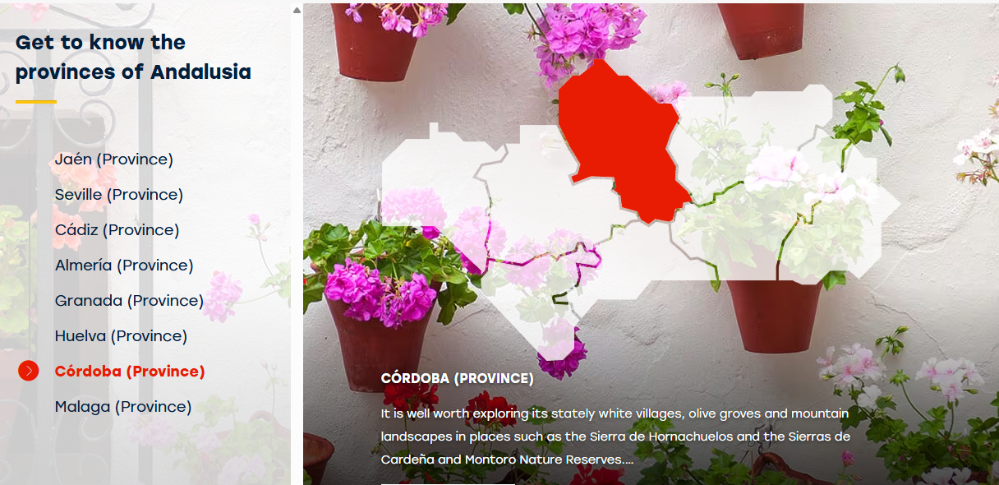 Get to know the
provinces of Andalusia
Jaén (Province)
Seville (Province)
Cádiz (Province)
Almería (Province)
Granada (Province)
Huelva (Province)
Córdoba (Province)
Malaga (Province)
CÓRDOBA (PROVINCE)
It is well worth exploring its stately white villages, olive groves and mountain
landscapes in places such as the Sierra de Hornachuelos and the Sierras de
Cardeña and Montoro Nature Reserves....